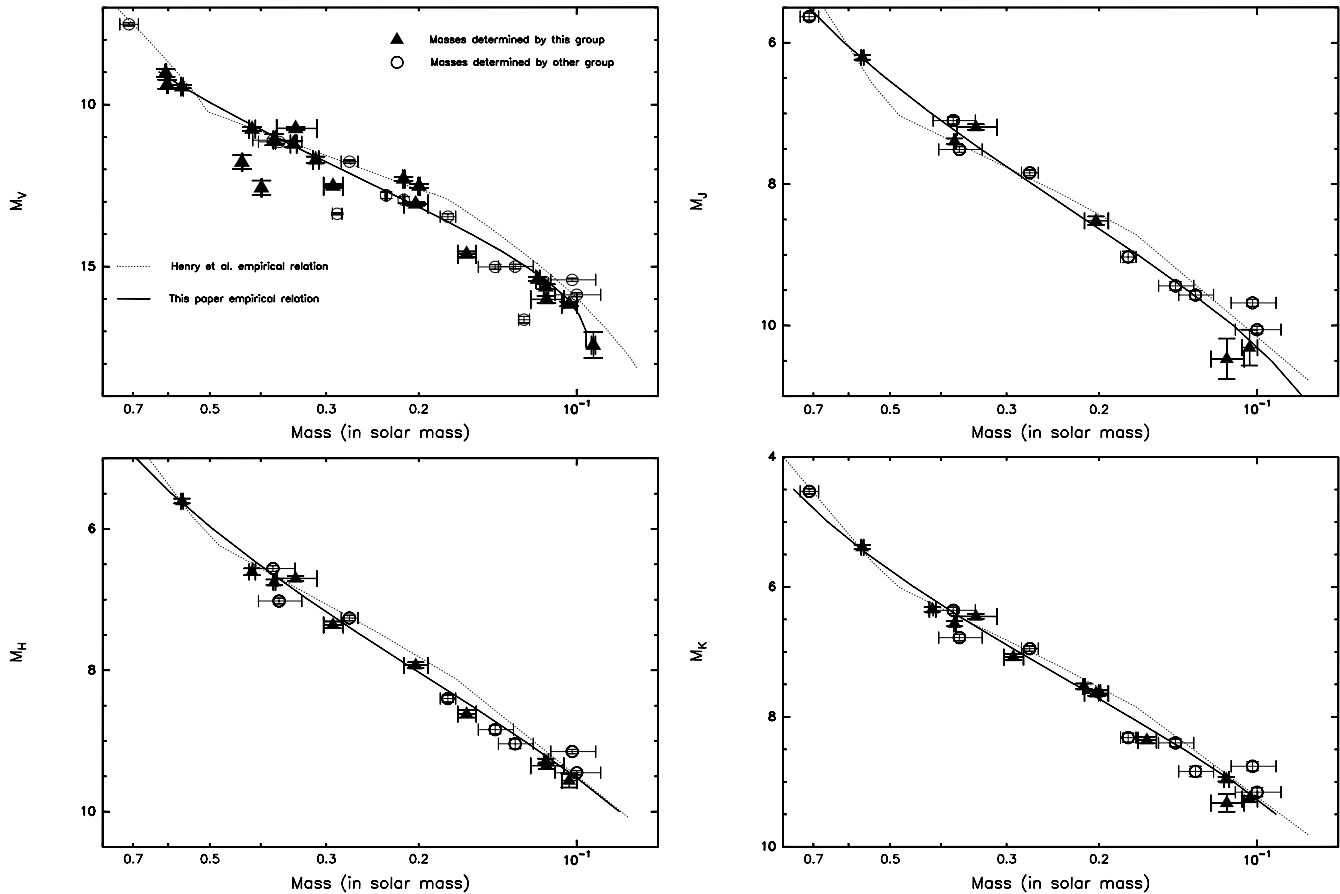 Masses determined by this group
Masses determined by other group
Henry et al. empirical relation
This paper empirical relation
10
15
M_V
0.7
0.5
0.3
0.2
10⁻¹
Mass (in solar mass)
6
8
10
M_J
0.7
0.5
0.3
0.2
10⁻¹
Mass (in solar mass)
6
8
10
M_H
0.7
0.5
0.3
0.2
10⁻¹
Mass (in solar mass)
4
6
8
10
M_K
0.7
0.5
0.3
0.2
10⁻¹
Mass (in solar mass)